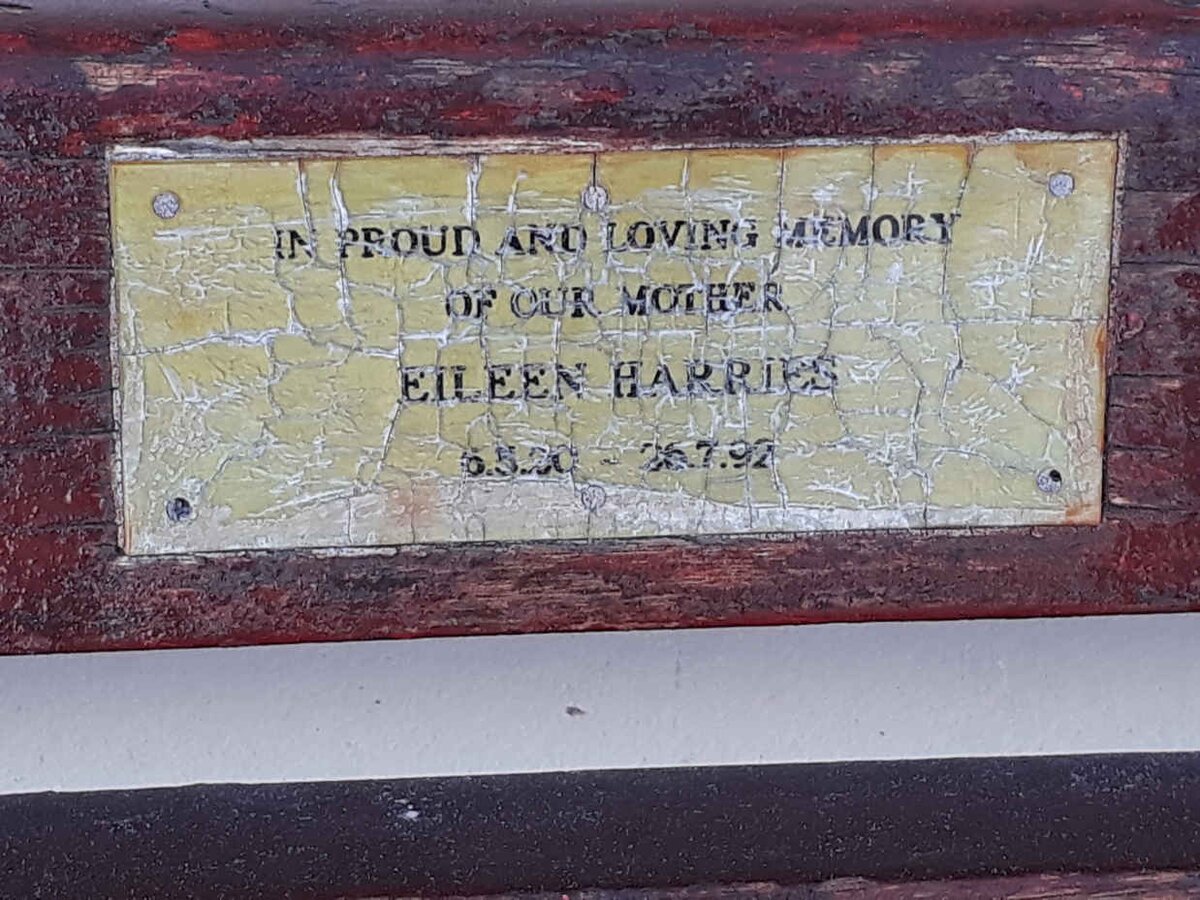 IN PROUD AND LOVING MEMORY
OF OUR MOTHER
EILEEN HARRIES
6.5.20 - 26.7.92